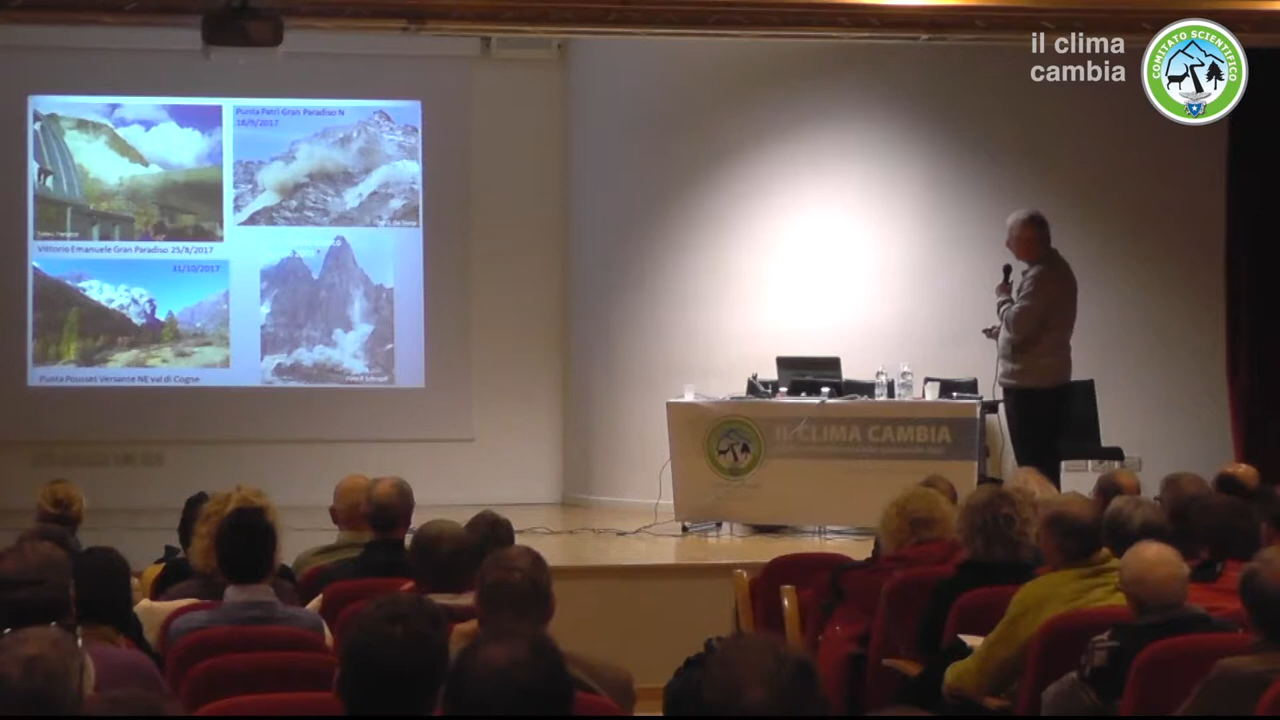 il clima
cambia
COMITATO SCIENTIFICO
Punta Patrì Gran Paradiso N
18/9/2017
Vittorio Emanuele Gran Paradiso 25/8/2017
31/10/2017
Punta Pousset Versante NE val di Cogne
IL CLIMA CAMBIA